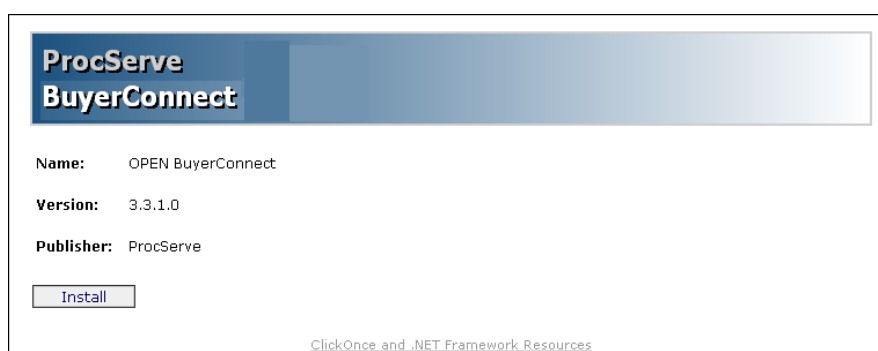 ProcServe
BuyerConnect
Name: OPEN BuyerConnect
Version: 3.3.1.0
Publisher: ProcServe
Install
ClickOnce and .NET Framework Resources